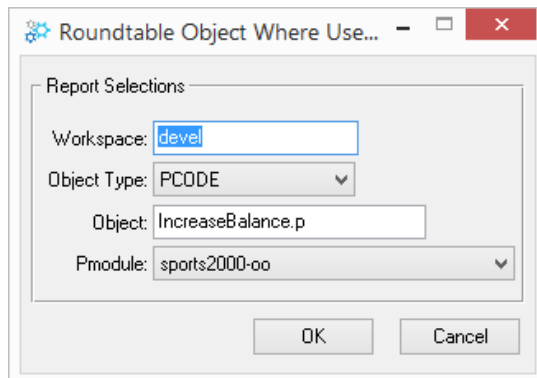 Roundtable Object Where Use...
Report Selections
Workspace: devel
Object Type: PCODE
Object: IncreaseBalance.p
Pmodule: sports2000-oo
OK Cancel